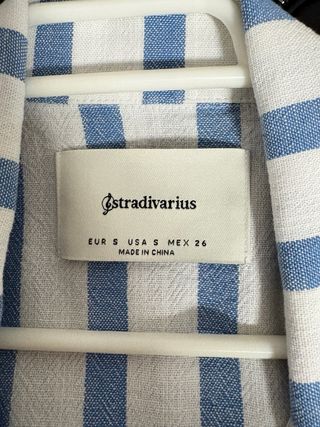 stradivarius
EUR S USA S MEX 26
MADE IN CHINA